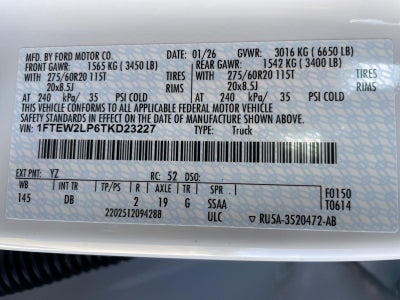 MFD. BY FORD MOTOR CO. 01/26 GVWR: 3016 KG (6650 LB)
FRONT GAWR: 1565 KG (3450 LB) REAR GAWR: 1542 KG (3400 LB)
WITH 275/60R20 115T TIRES WITH 275/60R20 115T TIRES
20x8.5J RIMS 20x8.5J RIMS
AT 240 kPa/ 35 PSI COLD AT 240 kPa/ 35 PSI COLD
THIS VEHICLE CONFORMS TO ALL APPLICABLE FEDERAL MOTOR VEHICLE
SAFETY STANDARDS IN EFFECT ON THE DATE OF MANUFACTURE SHOWN ABOVE.
VIN: 1FTEW2LP6TKD23227 TYPE: Truck
EXT PNT: YZ RC: 52 DSO:
WB INT TR TP/PS R AXLE TR SPR F0150
145 DB 2 19 G SSAA T0614
2202512094288 ULC RU5A-3520472-AB